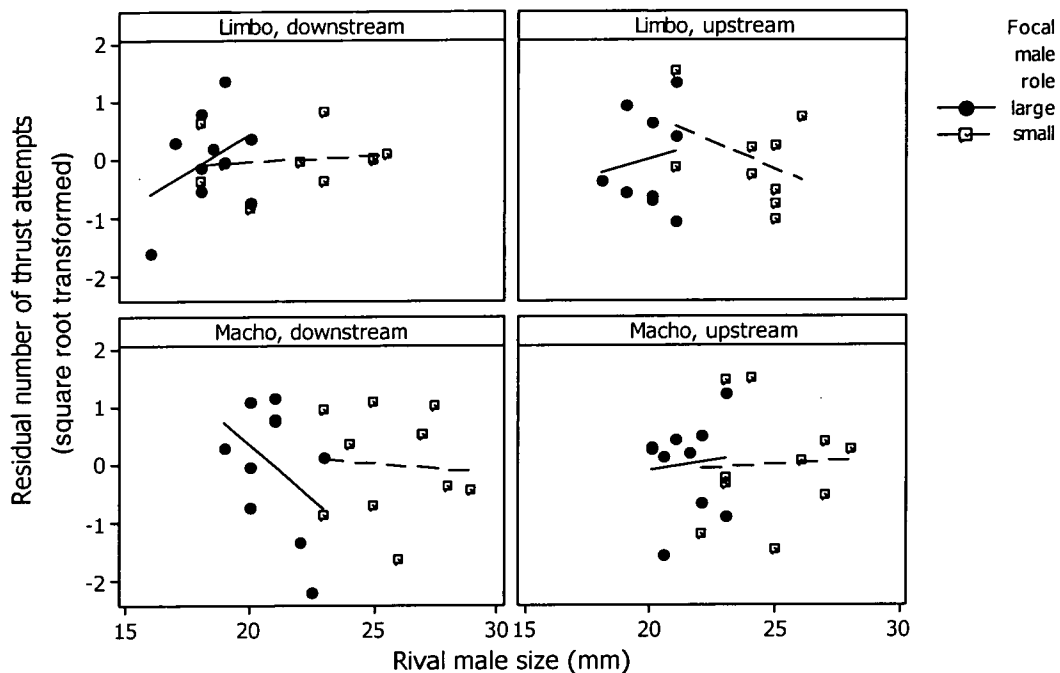 Limbo, downstream
Limbo, upstream
Focal
male
role
large
small
2
1
0
-1
-2
Macho, downstream
Macho, upstream
2
1
0
-1
-2
15
20
25
30
15
20
25
30
Rival male size (mm)
Residual number of thrust attempts
(square root transformed)